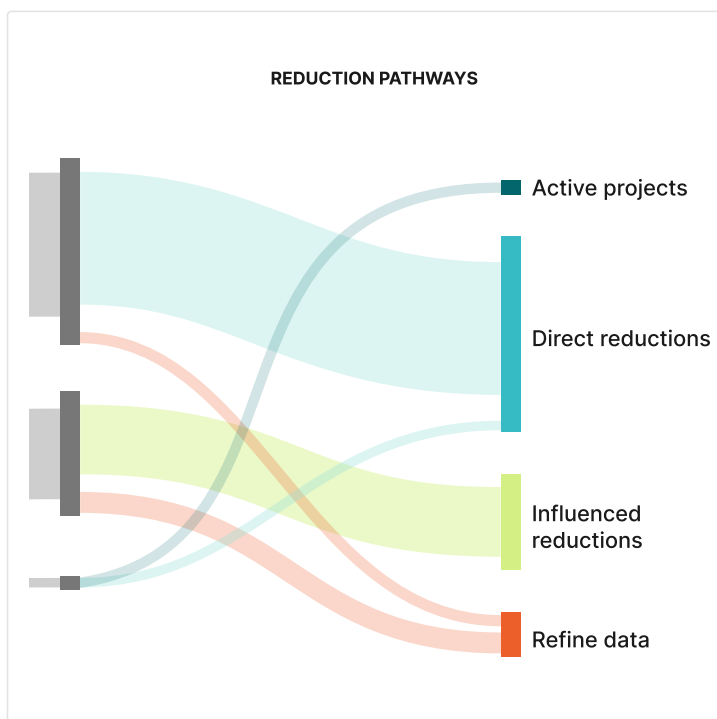 REDUCTION PATHWAYS
Active projects
Direct reductions
Influenced
reductions
Refine data